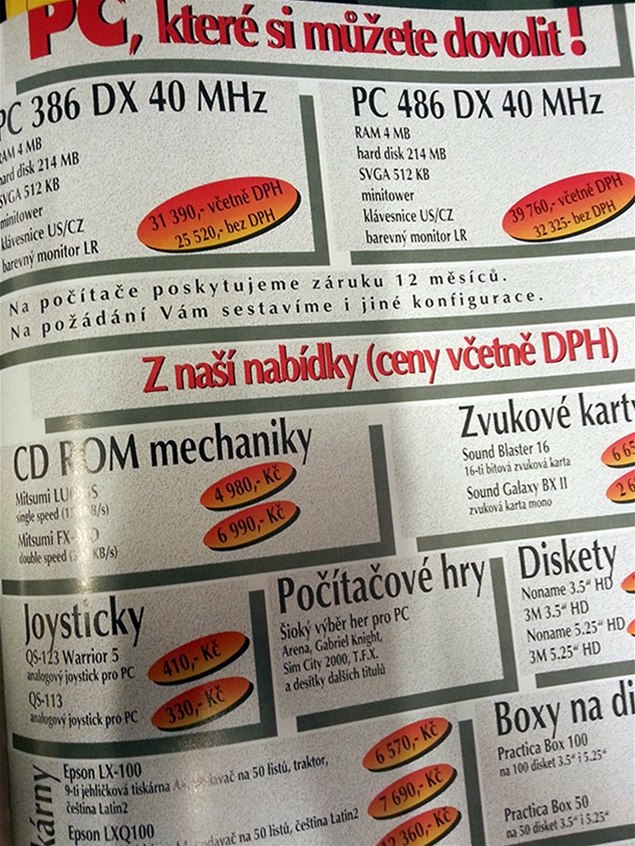 PC, které si můžete dovolit!
PC 386 DX 40 MHz
RAM 4 MB
hard disk 214 MB
SVGA 512 KB
minitower
klávesnice US/CZ
barevný monitor LR
31 390,- včetně DPH
25 520,- bez DPH
PC 486 DX 40 MHz
RAM 4 MB
hard disk 214 MB
SVGA 512 KB
minitower
klávesnice US/CZ
barevný monitor LR
39 760,- včetně DPH
32 325- bez DPH
Na počítače poskytujeme záruku 12 měsíců.
Na požádání Vám sestavíme i jiné konfigurace.
Z naší nabídky (ceny včetně DPH)
CD ROM mechaniky
Mitsumi
single speed
4 980,- Kč
Mitsumi
double speed
6 990,- Kč
Zvukové karty
Sound Blaster 16
16-ti bitová zvuková karta
Sound Galaxy BX II
zvuková karta mono
Joysticky
QS-123 Warrior 5
analogový joystick pro PC
410,- Kč
QS-113
analogový joystick pro PC
330,- Kč
Počítačové hry
Šioký výběr her pro PC
Arena, Gabriel Knight,
Sim City 2000, T.F.X.
a desítky dalších titulů
Diskety
Noname 3.5" HD
3M 3.5" HD
Noname 5.25" HD
3M 5.25" HD
Epson LX-100
9-ti jehličková tiskárna na 50 listů, traktor,
čeština Latin2
6 570,- Kč
Epson LXQ100
na 50 listů, čeština Latin2
7 690,- Kč
360,- Kč
Boxy na di
Practica Box 100
na 100 disket 3.5" i 5.25"
Practica Box 50
na 50 disket 3.5" i 5.25"